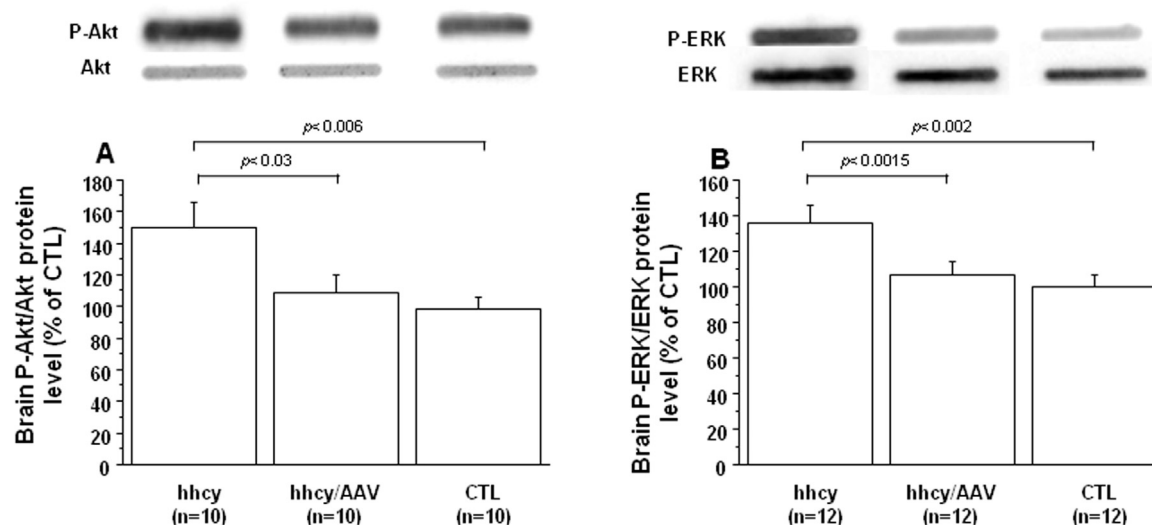 P-Akt
Akt
p< 0.006
A
p< 0.03
180
160
140
120
100
80
60
40
20
0
Brain P-Akt/Akt protein
level (% of CTL)
hhcy
(n=10)
hhcy/AAV
(n=10)
CTL
(n=10)
P-ERK
ERK
p< 0.002
B
p< 0.0015
160
140
120
100
80
60
40
20
0
Brain P-ERK/ERK protein
level (% of CTL)
hhcy
(n=12)
hhcy/AAV
(n=12)
CTL
(n=12)